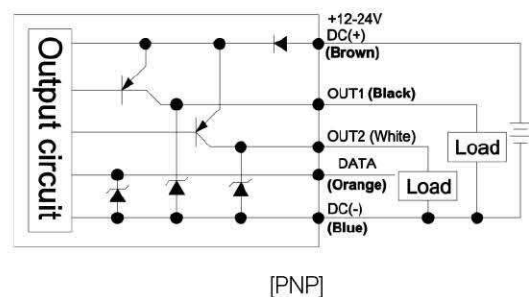 +12-24V
DC(+)
(Brown)
Output circuit
OUT1 (Black)
OUT2 (White)
Load
DATA
(Orange)
Load
DC(-)
(Blue)
[PNP]